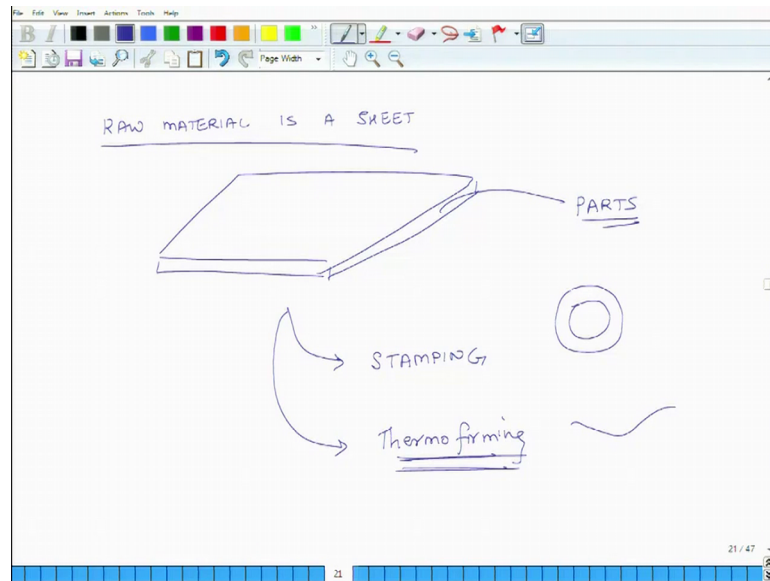 File Edit View Insert Actions Tools Help
B I
Page Width
RAW MATERIAL IS A SHEET
PARTS
STAMPING
Thermo firming
21 / 47
21